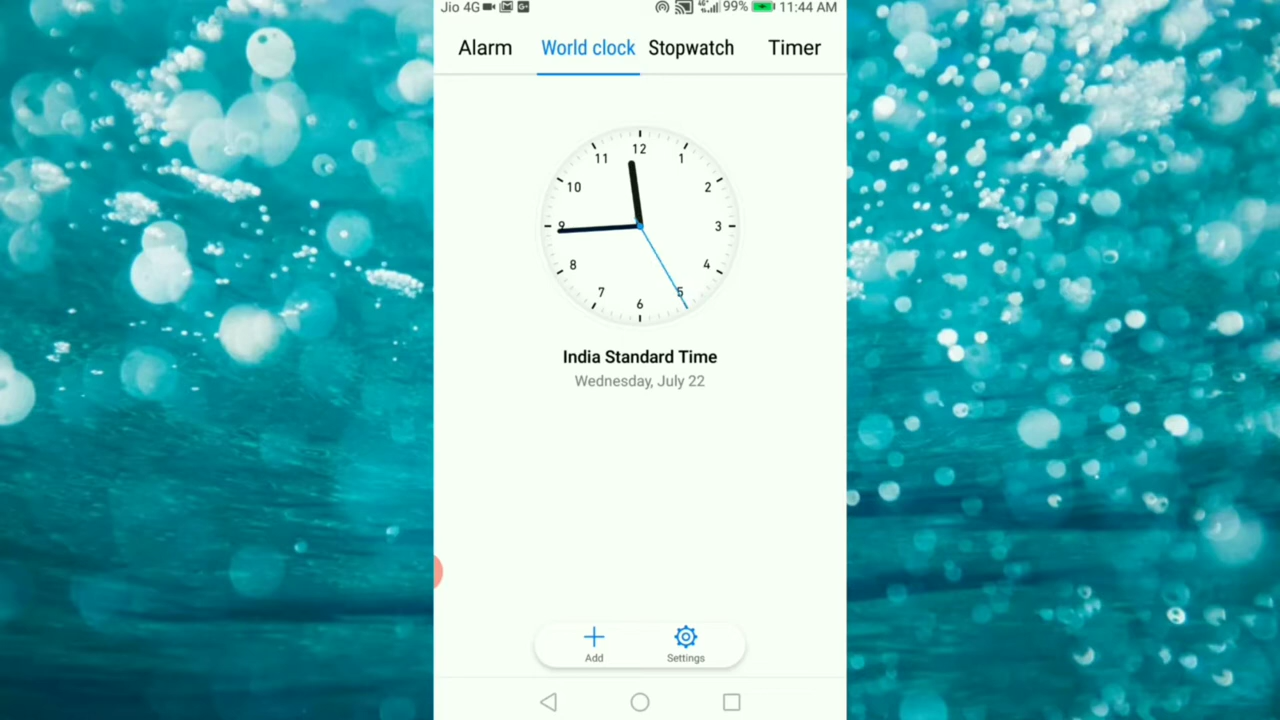 Jio 4G 99% 11:44 AM
Alarm World clock Stopwatch Timer
12
11 1
10 2
9 3
8 4
7 5
6
India Standard Time
Wednesday, July 22
Add Settings